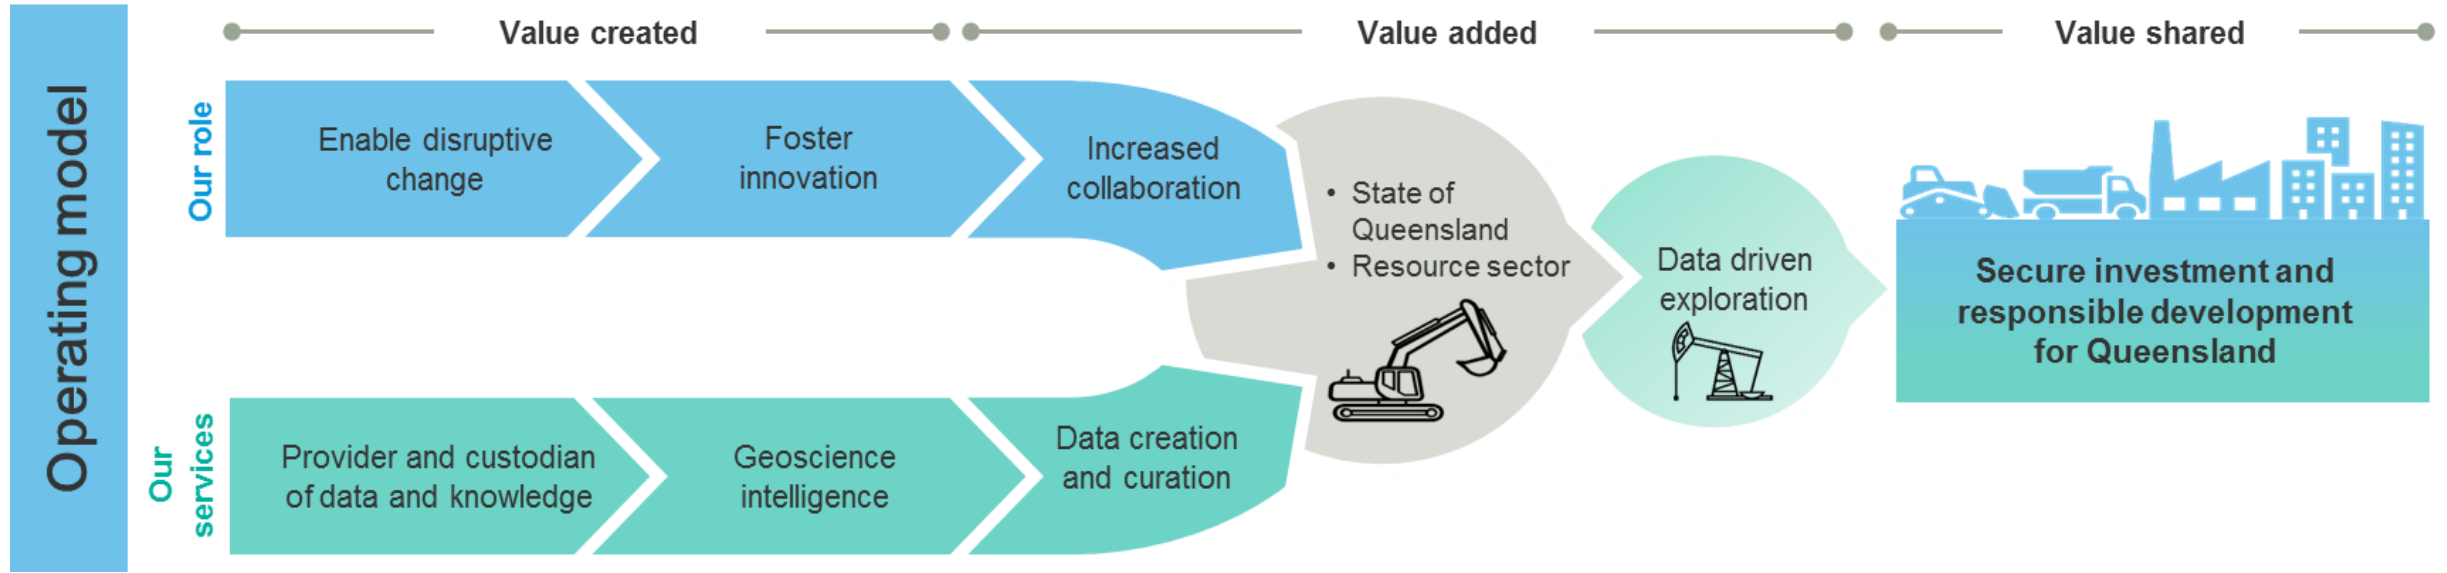 Operating model
Value created
Value added
Value shared
Our role
Enable disruptive
change
Foster
innovation
Increased
collaboration
• State of
Queensland
• Resource sector
Data driven
exploration
Secure investment and
responsible development
for Queensland
Our
services
Provider and custodian
of data and knowledge
Geoscience
intelligence
Data creation
and curation